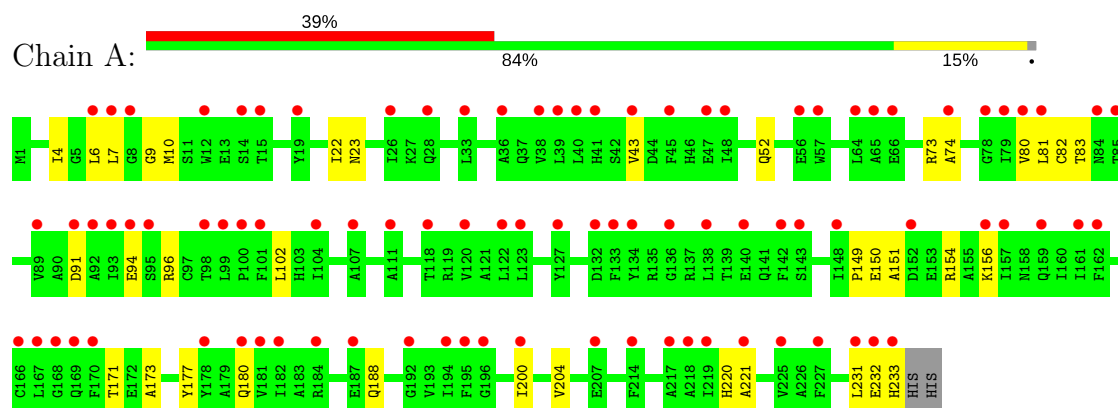 39%
Chain A:
84% 15% •
M1 I4 G5 L6 L7 G8 G9 M10 S11 W12 E13 S14 T15 Y19 I22 N23 I26 K27 Q28 L33 A36 Q37 V38 L39 L40 H41 S42 V43 D44 F45 H46 E47 I48 Q52 E56 W57 L64 A65 E66 R73 A74 G78 I79 V80 L81 C82 T83 N84 T85
V89 A90 D91 A92 I93 E94 S95 R96 C97 T98 L99 P100 F101 L102 H103 I104 A107 A111 T118 R119 V120 A121 L122 L123 Y127 D132 F133 Y134 R135 G136 R137 L138 T139 E140 Q141 F142 S143 I148 P149 E150 A151 D152 E153 R154 A155 K156 I157 N158 Q159 I160 I161 F162
C166 L167 G168 Q169 F170 T171 E172 A173 Y177 Y178 A179 Q180 V181 I182 A183 R184 E187 Q188 G192 V193 I194 F195 G196 I200 V204 E207 F214 A217 A218 I219 H220 A221 V225 A226 F227 L231 E232 H233 HIS HIS